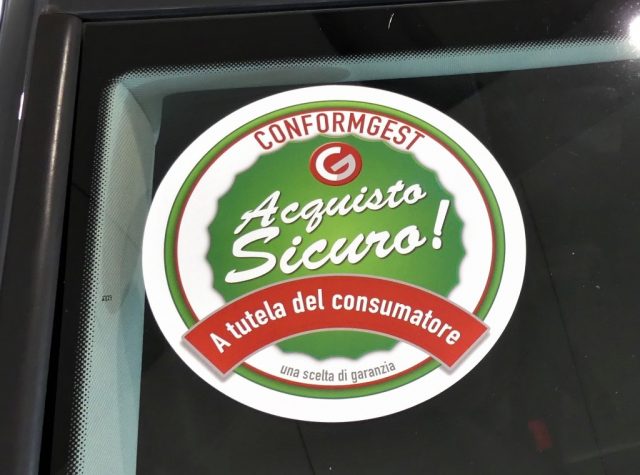 CONFORMGEST
G
Acquisto
Sicuro!
A tutela del consumatore
una scelta di garanzia